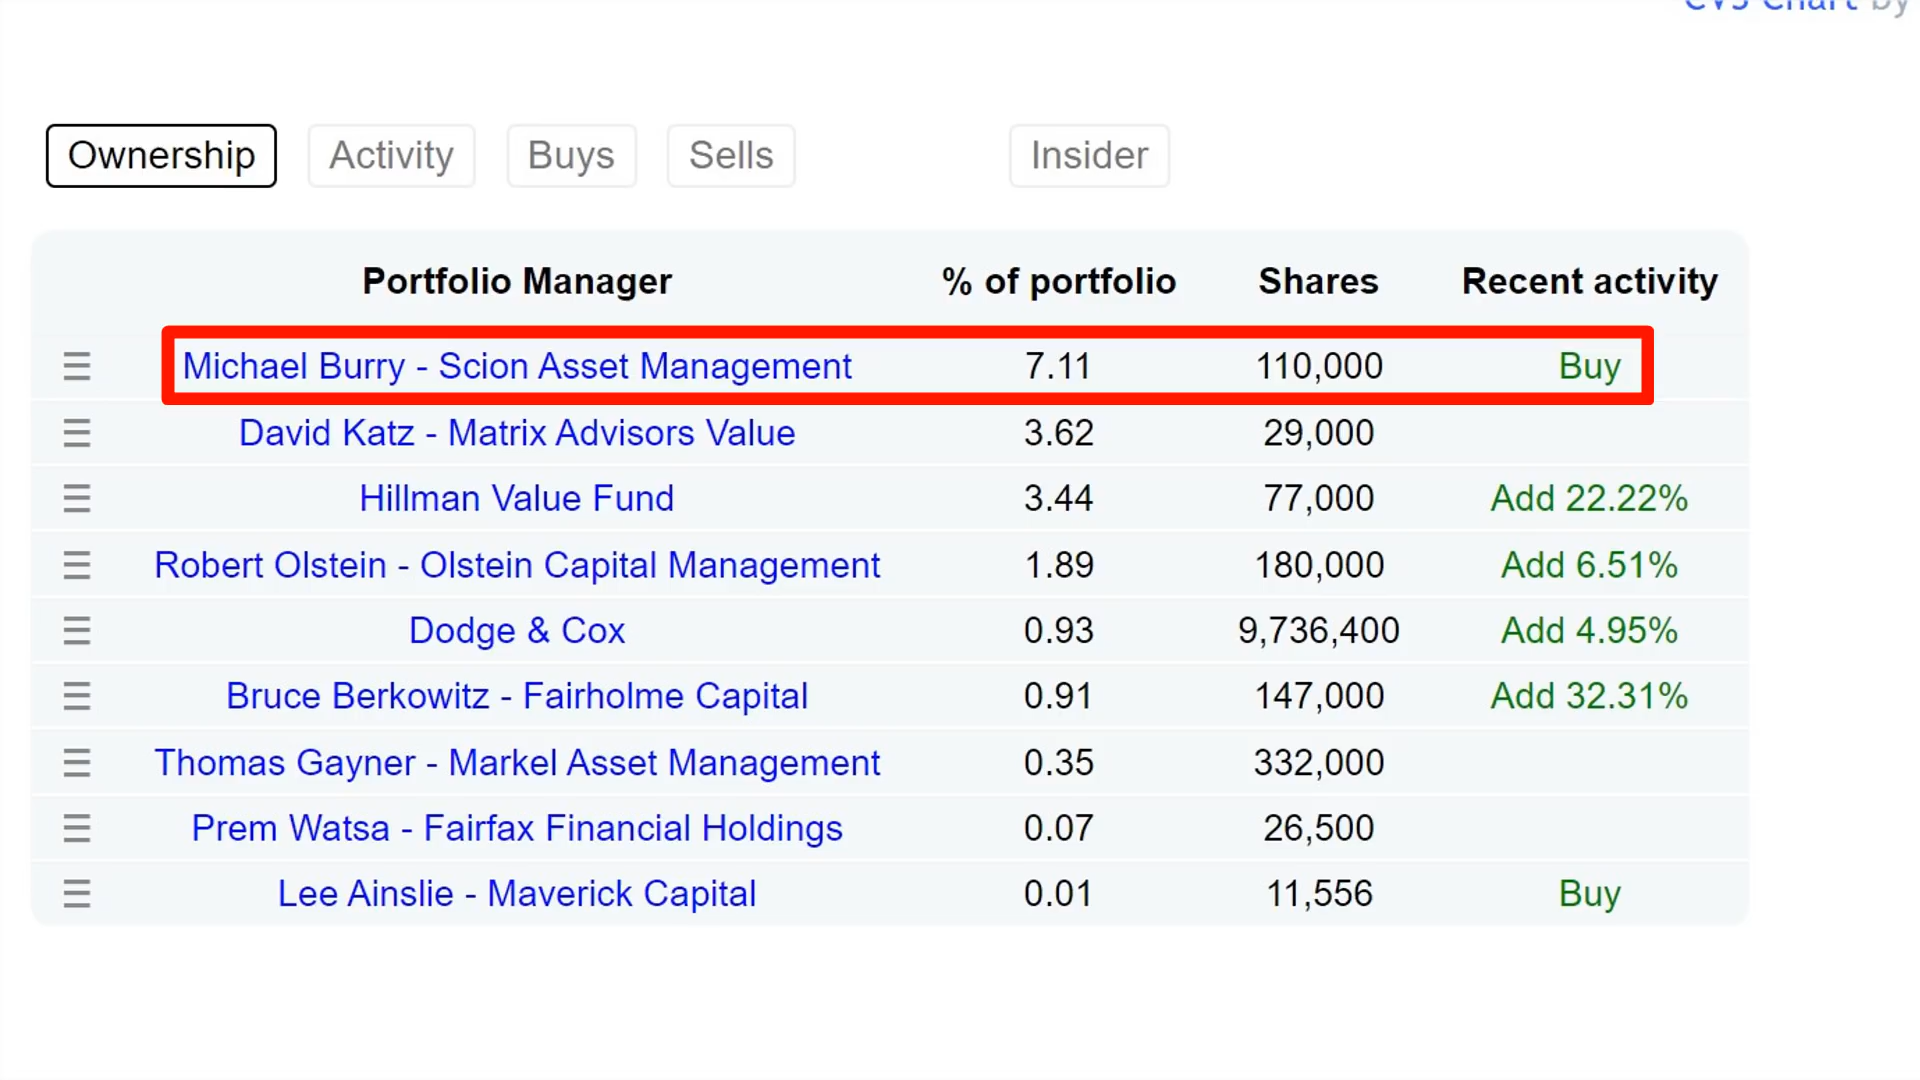 CVS Chart by
Ownership Activity Buys Sells Insider
Portfolio Manager % of portfolio Shares Recent activity
Michael Burry - Scion Asset Management 7.11 110,000 Buy
David Katz - Matrix Advisors Value 3.62 29,000
Hillman Value Fund 3.44 77,000 Add 22.22%
Robert Olstein - Olstein Capital Management 1.89 180,000 Add 6.51%
Dodge & Cox 0.93 9,736,400 Add 4.95%
Bruce Berkowitz - Fairholme Capital 0.91 147,000 Add 32.31%
Thomas Gayner - Markel Asset Management 0.35 332,000
Prem Watsa - Fairfax Financial Holdings 0.07 26,500
Lee Ainslie - Maverick Capital 0.01 11,556 Buy